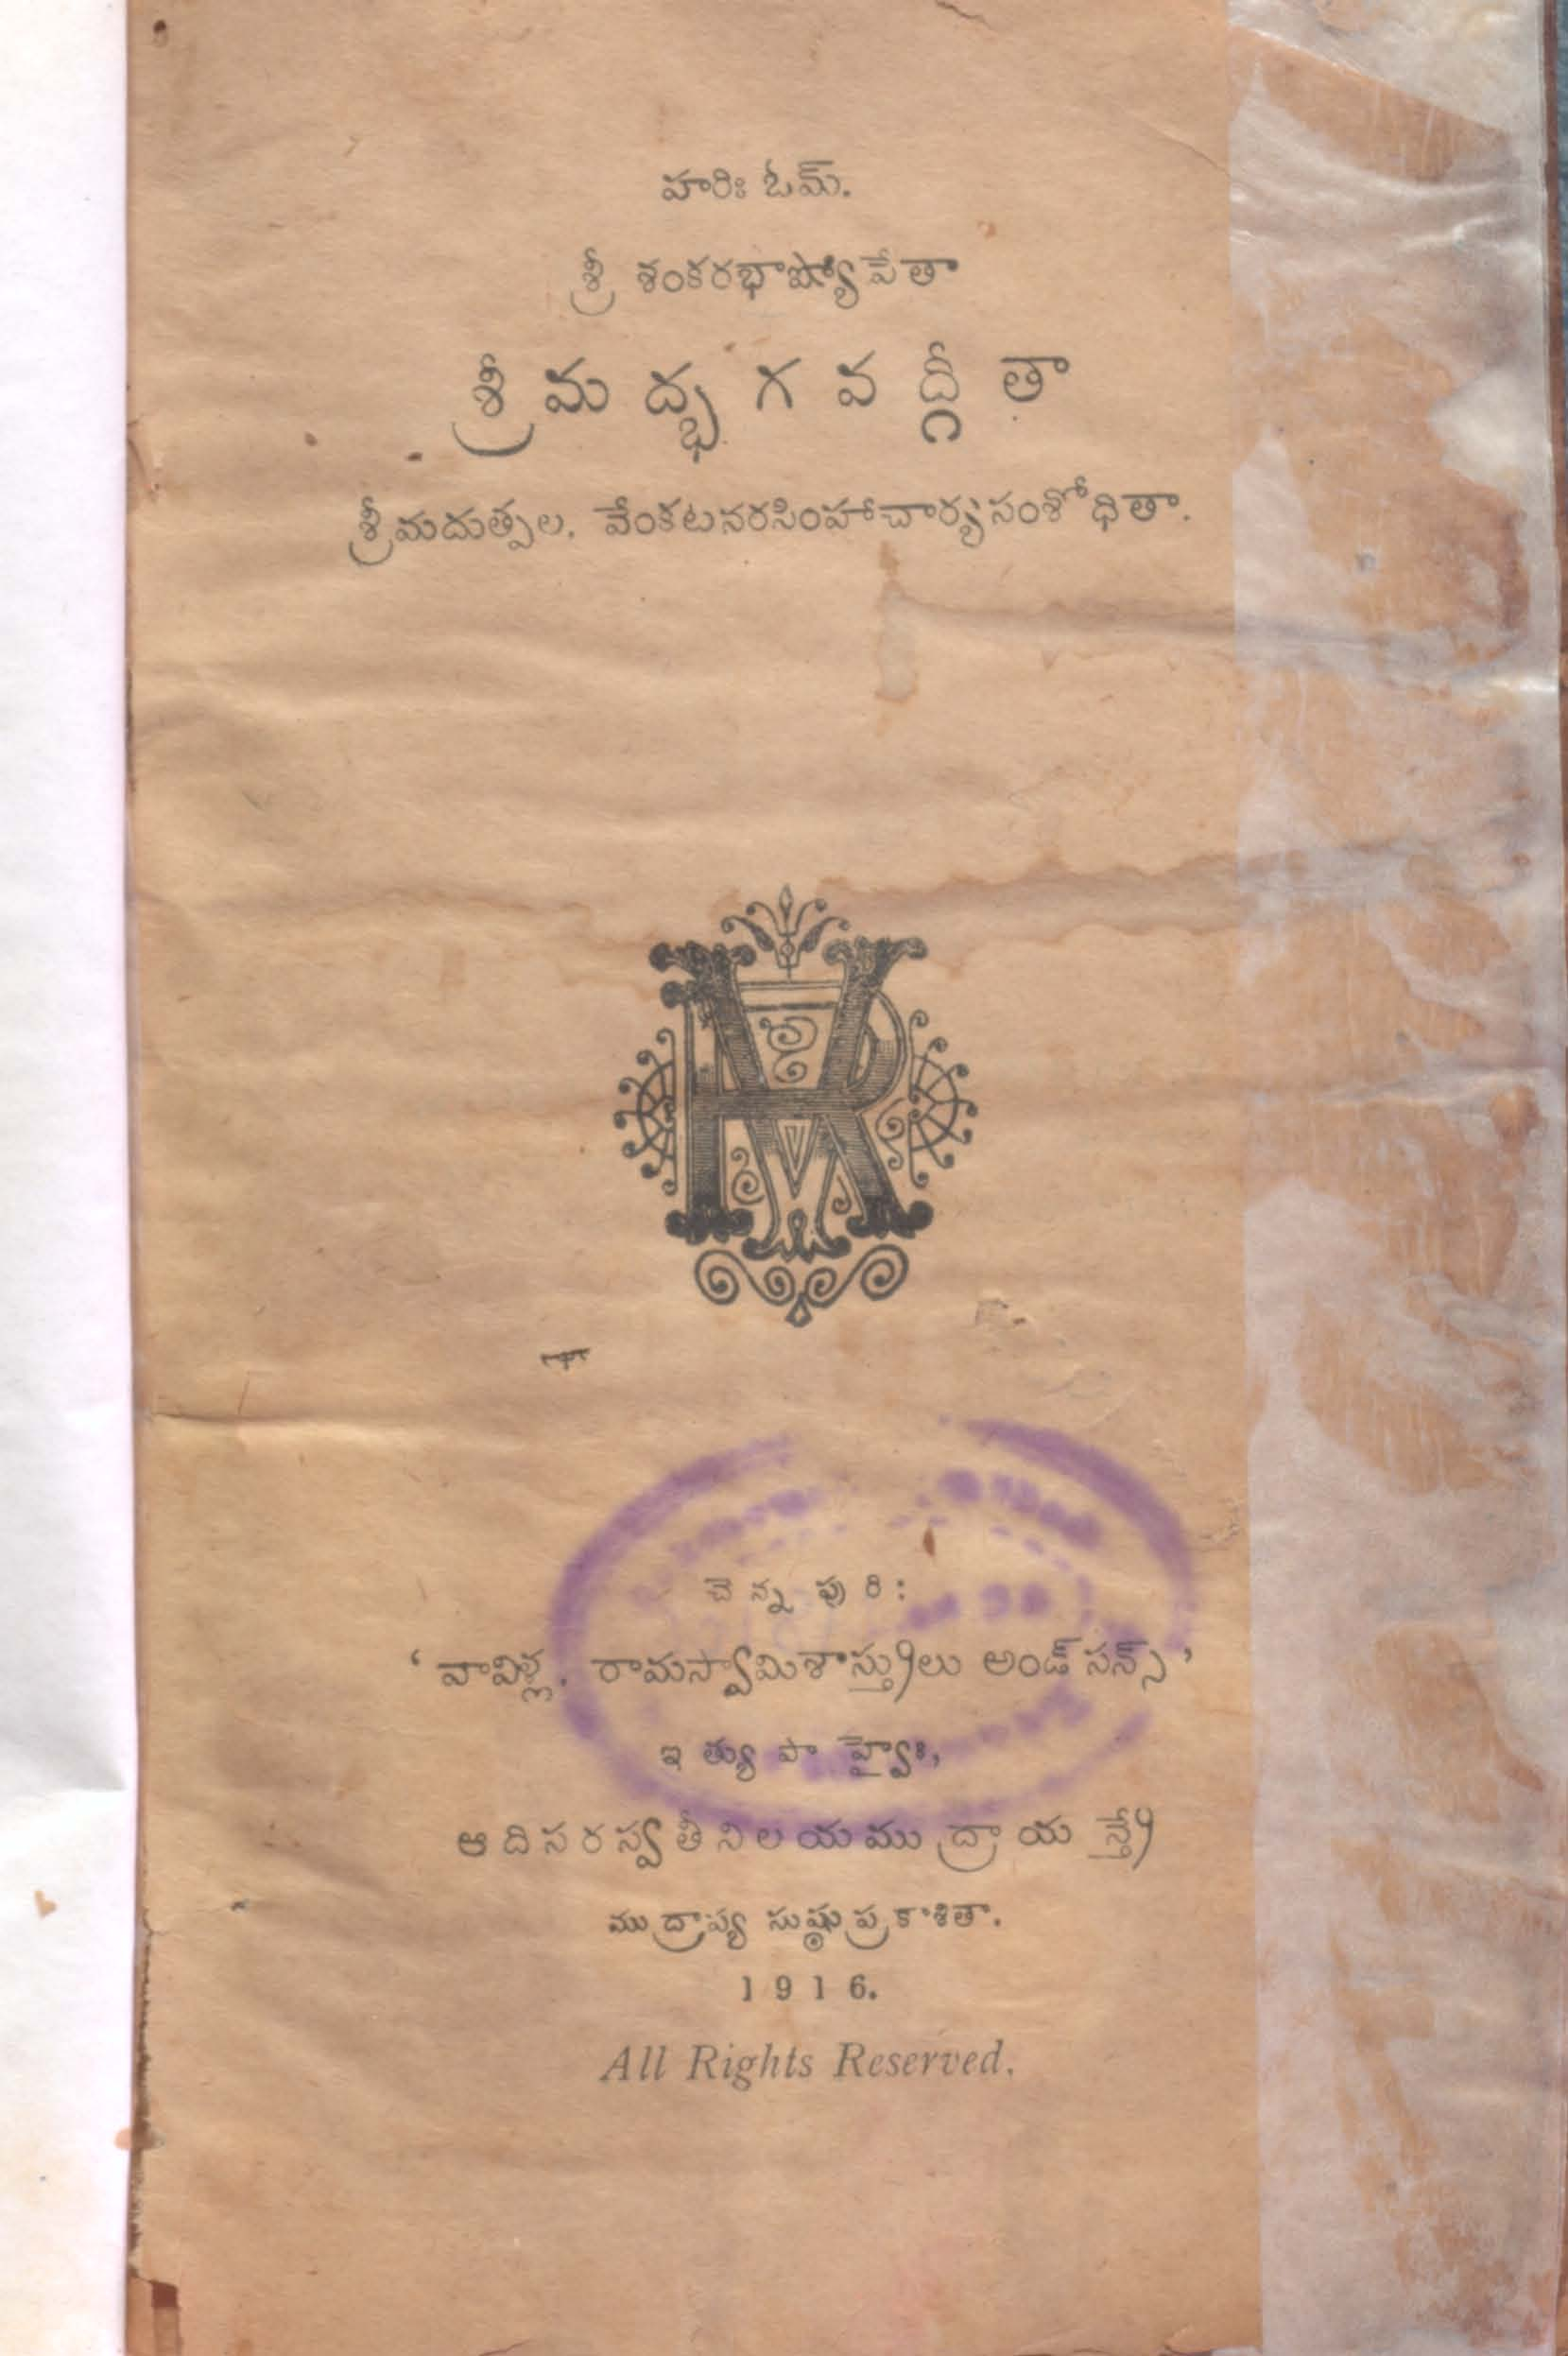 హరిః ఓమ్.
శ్రీ శంకరభాష్యోపేతా
శ్రీమద్భగవద్గీతా
శ్రీమదుత్పల. వేంకటనరసింహాచార్యసంశోధితా.
చెన్నపురి:
‘వావిళ్ల. రామస్వామిశాస్త్రులు అండ్ సన్స్’
ఇత్యుపాహ్వైః,
ఆదిసరస్వతీనిలయముద్రాయన్త్రే
ముద్రాప్య సుష్ఠుప్రకాశితా.
1916.
All Rights Reserved.